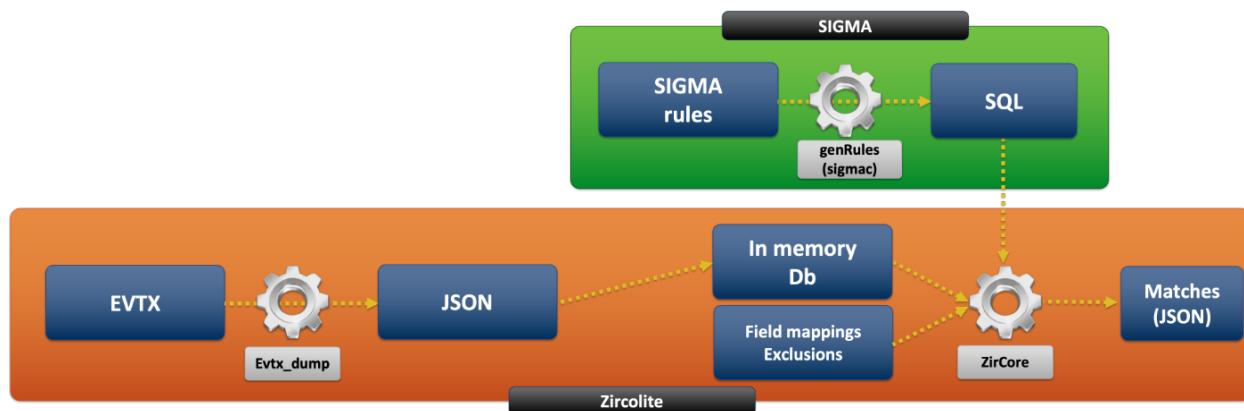 SIGMA
SIGMA
rules
genRules
(sigmac)
SQL
EVTX
Evtx_dump
JSON
In memory
Db
Field mappings
Exclusions
ZirCore
Matches
(JSON)
Zircolite